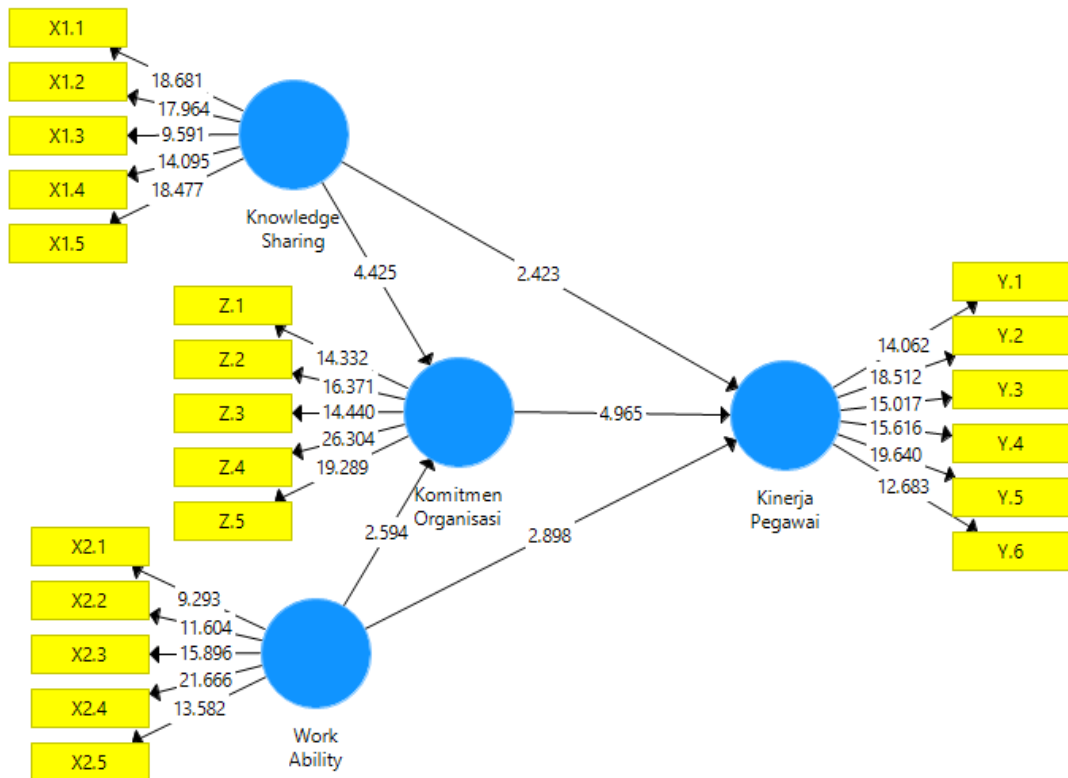 X1.1
X1.2
X1.3
X1.4
X1.5
18.681
17.964
9.591
14.095
18.477
Knowledge
Sharing
4.425
2.423
Z.1
Z.2
Z.3
Z.4
Z.5
14.332
16.371
14.440
26.304
19.289
Komitmen
Organisasi
4.965
2.594
2.898
Kinerja
Pegawai
14.062
18.512
15.017
15.616
19.640
12.683
Y.1
Y.2
Y.3
Y.4
Y.5
Y.6
X2.1
X2.2
X2.3
X2.4
X2.5
9.293
11.604
15.896
21.666
13.582
Work
Ability